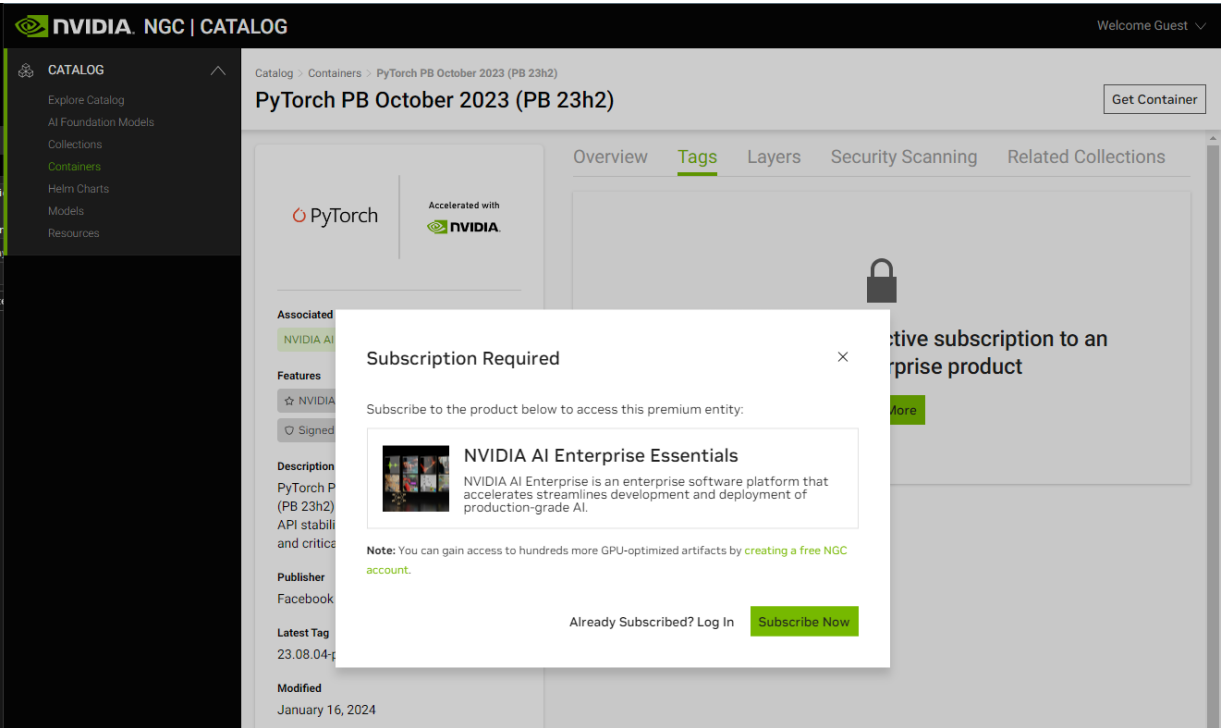 NVIDIA. NGC | CATALOG
Welcome Guest
CATALOG
Explore Catalog
AI Foundation Models
Collections
Containers
Helm Charts
Models
Resources
Catalog > Containers > PyTorch PB October 2023 (PB 23h2)
PyTorch PB October 2023 (PB 23h2)
Get Container
PyTorch
Accelerated with
NVIDIA.
Associated
NVIDIA AI
Features
NVIDIA
Signed
Description
PyTorch P
(PB 23h2)
API stabili
and critica
Publisher
Facebook
Latest Tag
23.08.04-p
Modified
January 16, 2024
Overview
Tags
Layers
Security Scanning
Related Collections
ctive subscription to an
rprise product
More
Subscription Required
Subscribe to the product below to access this premium entity:
NVIDIA AI Enterprise Essentials
NVIDIA AI Enterprise is an enterprise software platform that
accelerates streamlines development and deployment of
production-grade AI.
Note: You can gain access to hundreds more GPU-optimized artifacts by creating a free NGC
account.
Already Subscribed? Log In
Subscribe Now